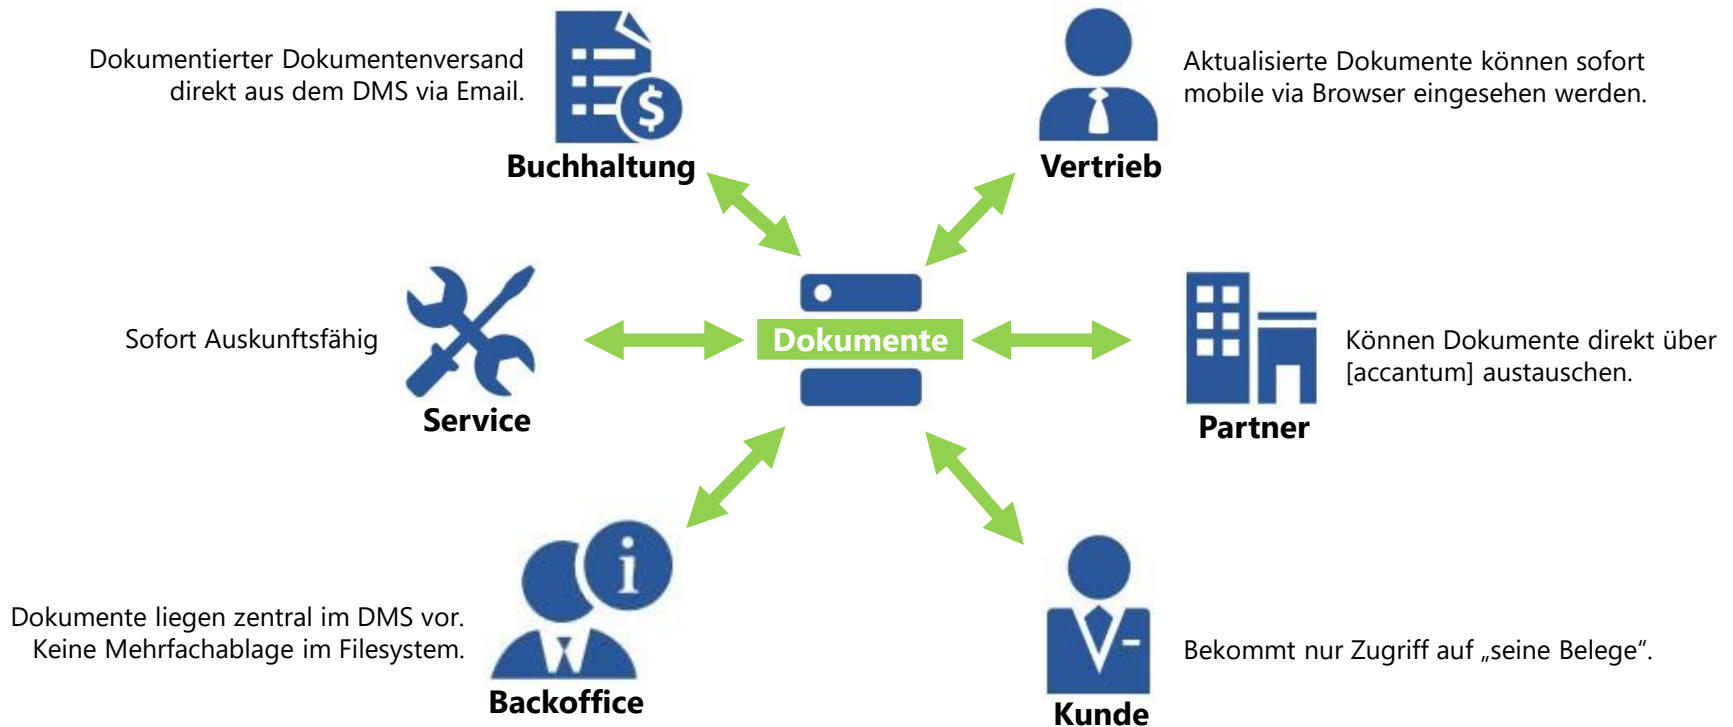 Dokumentierter Dokumentenversand
direkt aus dem DMS via Email.
$
Buchhaltung
Aktualisierte Dokumente können sofort
mobile via Browser eingesehen werden.
Vertrieb
Sofort Auskunftsfähig
Service
Dokumente
Können Dokumente direkt über
[accantum] austauschen.
Partner
Dokumente liegen zentral im DMS vor.
Keine Mehrfachablage im Filesystem.
i
Backoffice
Bekommt nur Zugriff auf „seine Belege“.
Kunde